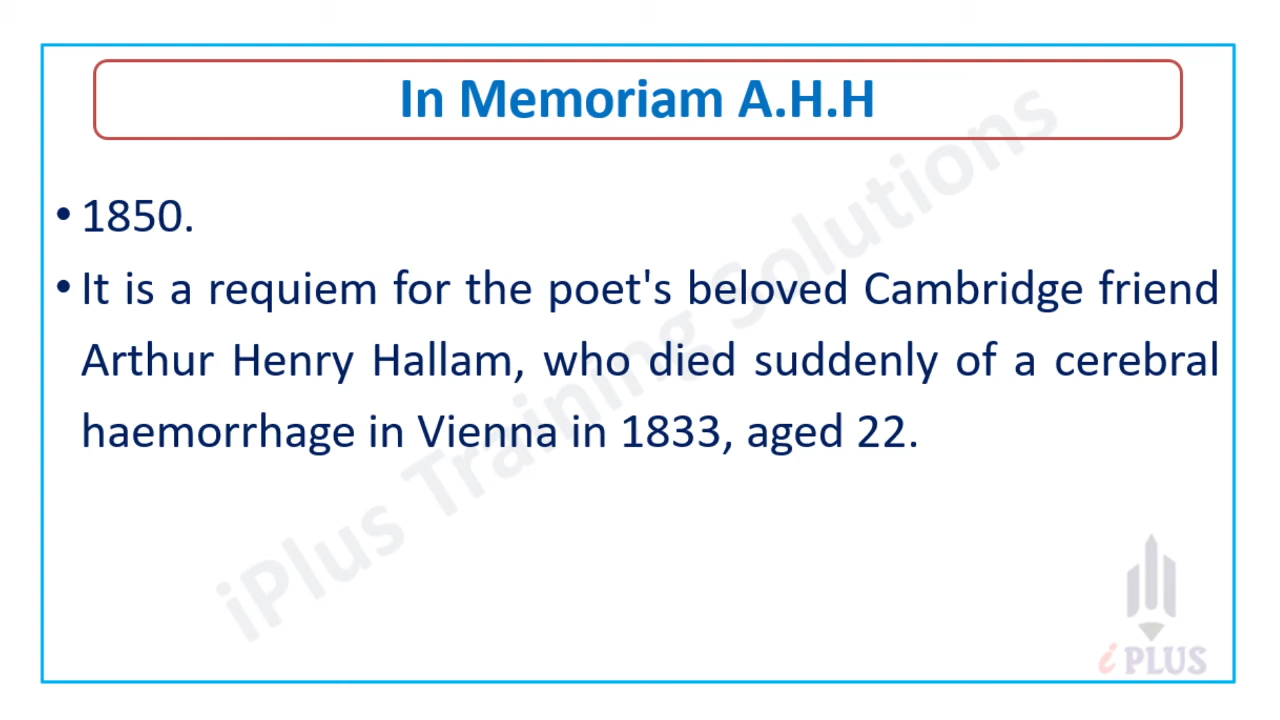 In Memoriam A.H.H
• 1850.
• It is a requiem for the poet's beloved Cambridge friend
Arthur Henry Hallam, who died suddenly of a cerebral
haemorrhage in Vienna in 1833, aged 22.
iPlus Training Solutions
i PLUS